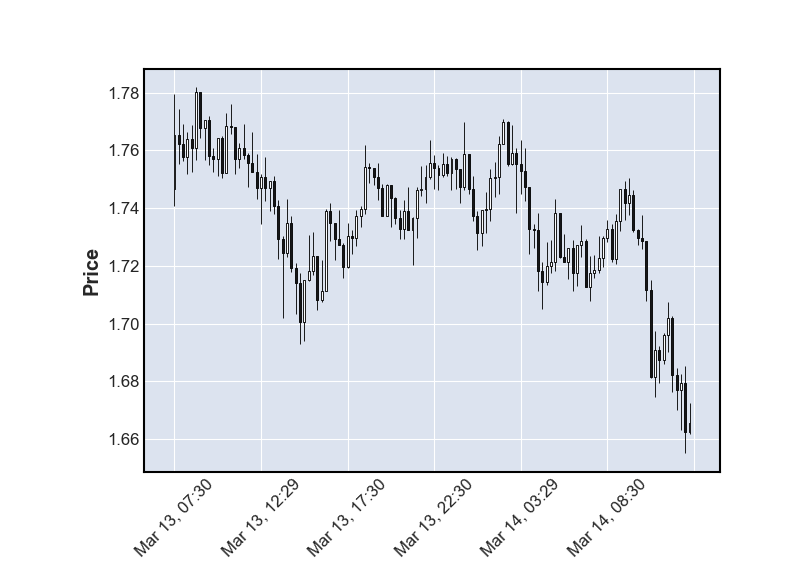 1.78
1.76
1.74
1.72
1.70
1.68
1.66
Price
Mar 13, 07:30
Mar 13, 12:29
Mar 13, 17:30
Mar 13, 22:30
Mar 14, 03:29
Mar 14, 08:30